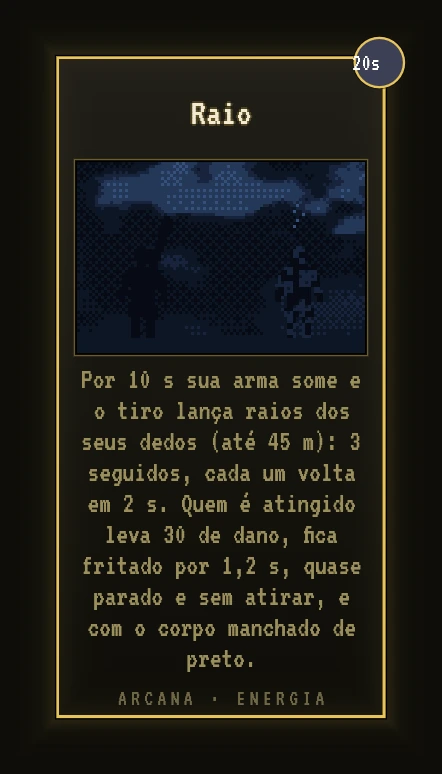 20s
Raio
Por 10 s sua arma some e
o tiro lança raios dos
seus dedos (até 45 m): 3
seguidos, cada um volta
em 2 s. Quem é atingido
leva 30 de dano, fica
fritado por 1,2 s, quase
parado e sem atirar, e
com o corpo manchado de
preto.
ARCANA · ENERGIA